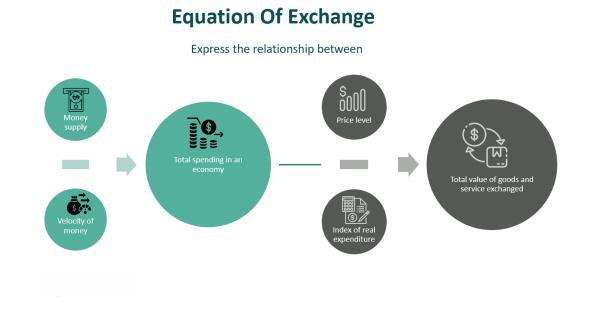 Equation Of Exchange
Express the relationship between
Money
supply
Velocity of
money
Total spending in an
economy
Price level
Index of real
expenditure
Total value of goods and
service exchanged